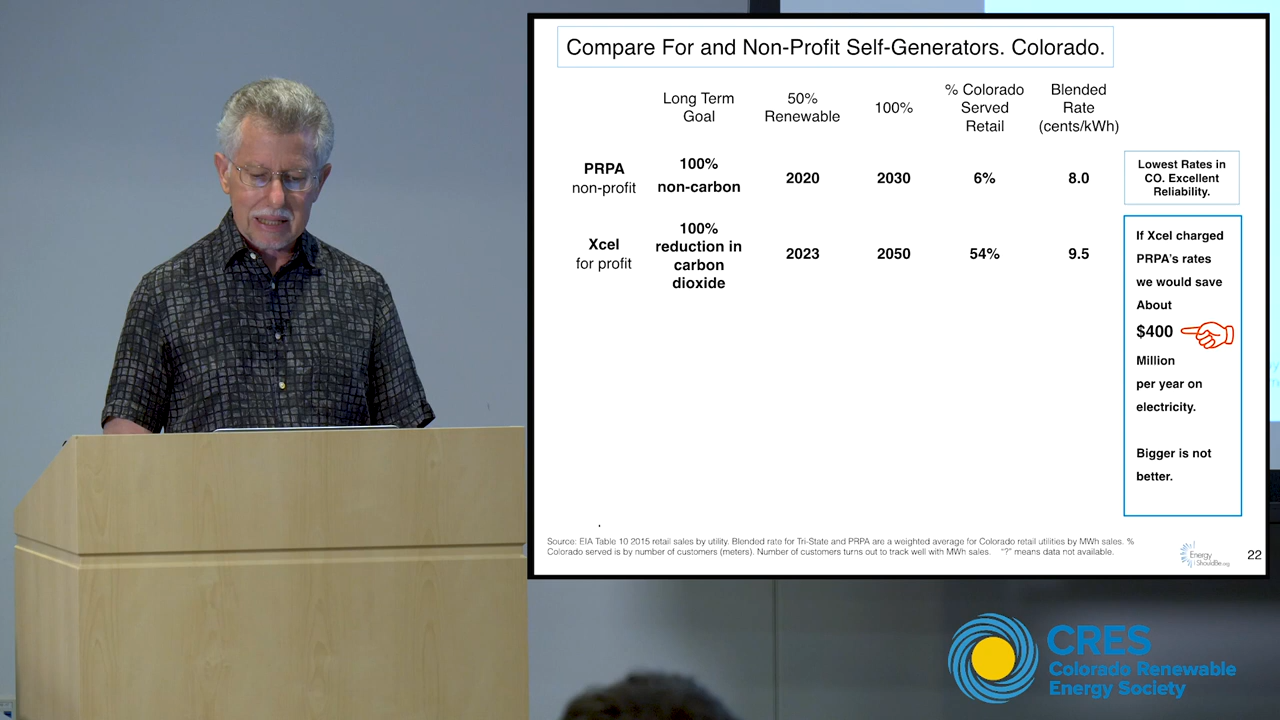 Compare For and Non-Profit Self-Generators. Colorado.
Long Term Goal
50% Renewable
100%
% Colorado Served Retail
Blended Rate (cents/kWh)
PRPA non-profit
100% non-carbon
2020
2030
6%
8.0
Lowest Rates in
CO. Excellent
Reliability.
Xcel for profit
100% reduction in carbon dioxide
2023
2050
54%
9.5
If Xcel charged
PRPA's rates
we would save
About
$400
Million
per year on
electricity.
Bigger is not
better.
Source: EIA Table 10 2015 retail sales by utility. Blended rate for Tri-State and PRPA are a weighted average for Colorado retail utilities by MWh sales. %
Colorado served is by number of customers (meters). Number of customers turns out to track well with MWh sales. "?" means data not available.
Energy
ShouldBe.org
22
CRES
Colorado Renewable
Energy Society